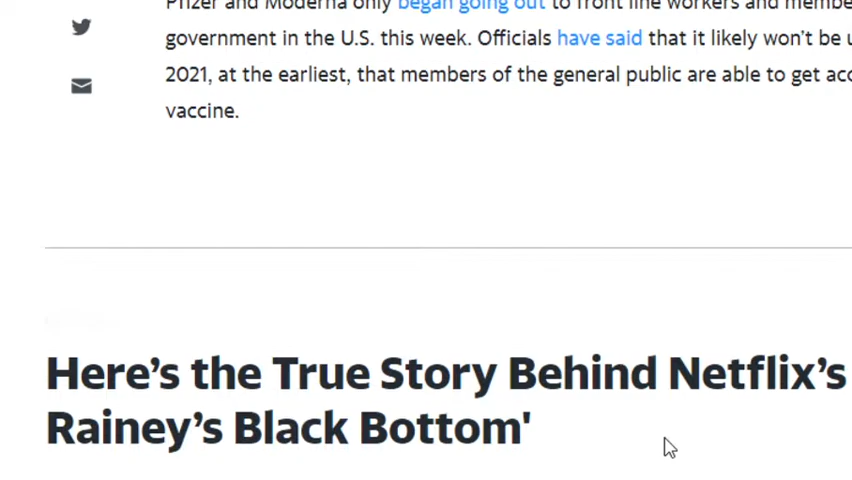 Pfizer and Moderna only began going out to front line workers and membe
government in the U.S. this week. Officials have said that it likely won't be u
2021, at the earliest, that members of the general public are able to get acc
vaccine.
Here's the True Story Behind Netflix's
Rainey's Black Bottom'